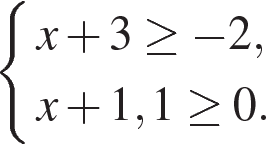 x + 3 ≥ −2,
x + 1,1 ≥ 0.